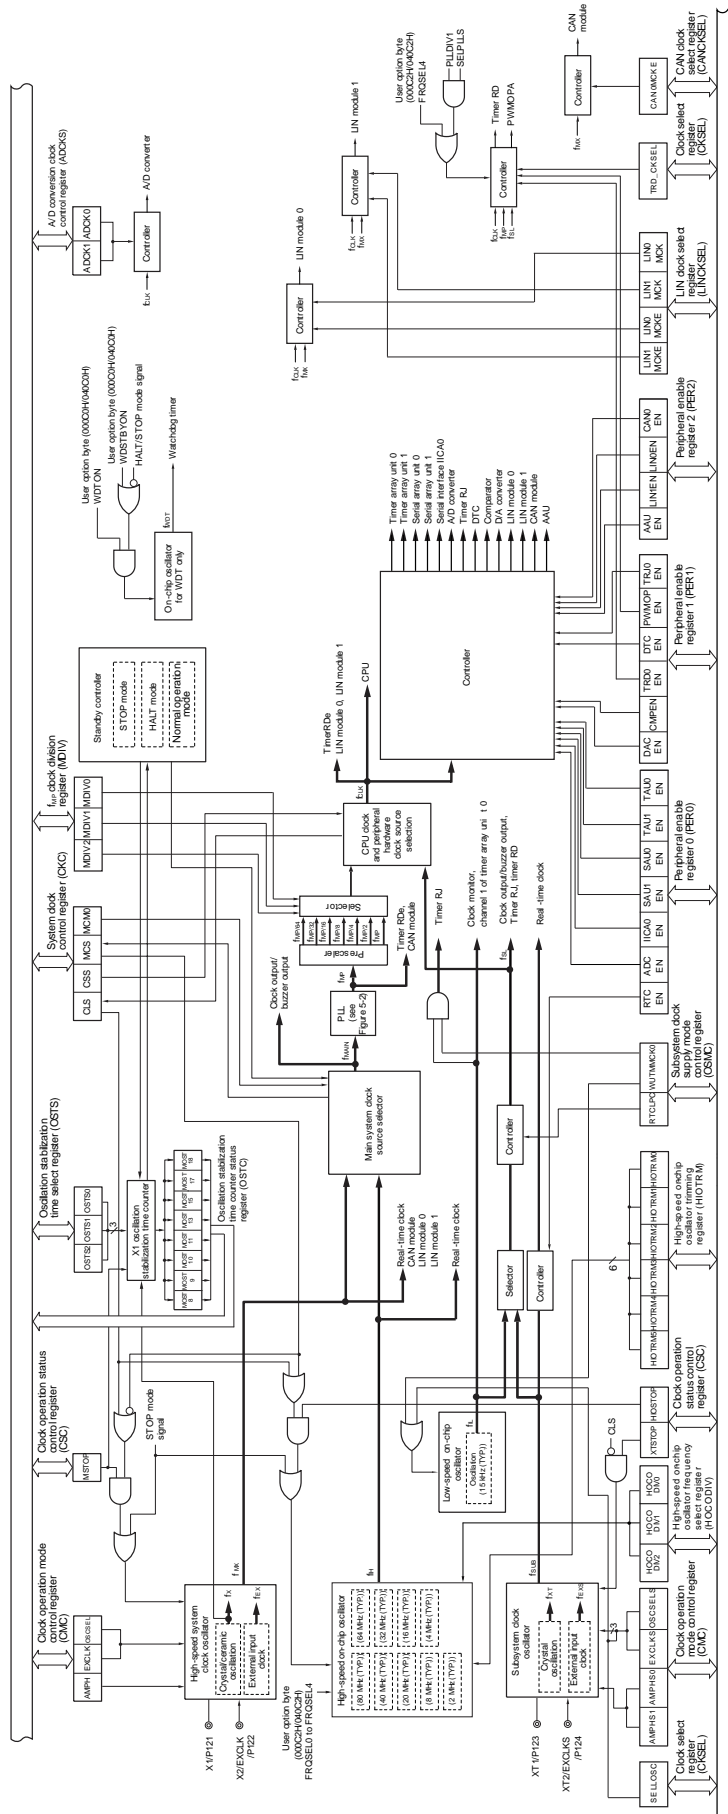 Clock operation mode
control register
(CMC)
AMPH
EXCLK
OSCSEL
Clock operation status
control register
(CSC)
MSTOP
Oscillation stabilization
time select register (OSTS)
OSTS2
OSTS1
OSTS0
3
System clock
control register (CKC)
CLS
CSS
MCS
MCM0
fMP clock division
register (MDIV)
MDIV2
MDIV1
MDIV0
A/D conversion clock
control register (ADCKS)
ADCK1
ADCK0
fCLK
Controller
A/D converter
STOP mode
signal
X1 oscillation
stabilization time counter
MOST
8
MOST
9
MOST
10
MOST
11
MOST
13
MOST
15
MOST
17
MOST
18
Oscillation stabilization
time counter status
register (OSTC)
Standby controller
STOP mode
HALT mode
Normal operation
mode
User option byte (000C0H/040C0H)
WDTON
User option byte (000C0H/040C0H)
WDSTBYON
HALT/STOP mode signal
On-chip oscillator
for WDT only
fWDT
Watchdog timer
X1/P121
X2/EXCLK
/P122
High-speed system
clock oscillator
Crystal/ceramic
oscillation
fX
External input
clock
fEX
fMX
User option byte
(000C2H/040C2H)
FRQSEL0 to FRQSEL4
High-speed on-chip oscillator
(80 MHz (TYP.))
(64 MHz (TYP.))
(40 MHz (TYP.))
(32 MHz (TYP.))
(20 MHz (TYP.))
(16 MHz (TYP.))
(8 MHz (TYP.))
(4 MHz (TYP.))
(2 MHz (TYP.))
fIH
Real-time clock
CAN module
LIN module 0
LIN module 1
Real-time clock
Main system clock
source selector
fMAIN
Clock output/
buzzer output
PLL
(see
Figure 5-2)
fMP
Timer RDe,
CAN module
Prescaler
fMP/64
fMP/32
fMP/16
fMP/8
fMP/4
fMP/2
fMP
Selector
CPU clock
and peripheral
hardware
clock source
selection
fCLK
TimerRDe
LIN module 0, LIN module 1
CPU
Controller
Timer array unit 0
Timer array unit 1
Serial array unit 0
Serial array unit 1
Serial interface IICA0
A/D converter
Timer RJ
DTC
Comparator
D/A converter
LIN module 0
LIN module 1
CAN module
AAU
fCLK
fMX
Controller
LIN module 0
fCLK
fMX
Controller
LIN module 1
User option byte
(000C2H/040C2H)
FRQSEL4
PLLDIV1
SELPLLS
fCLK
fMP
fSL
Controller
Timer RD
PWMOPA
fMX
Controller
CAN
module
Low-speed on-chip
oscillator
Oscillation
(15 kHz (TYP.))
fIL
Timer RJ
Clock monitor,
channel 1 of timer array unit 0
Selector
Controller
fSL
Clock output/buzzer output,
Timer RJ, timer RD
Controller
Real-time clock
XT1/P123
XT2/EXCLKS
/P124
Subsystem clock
oscillator
Crystal
oscillation
fXT
External input
clock
fEXS
fSUB
CLS
3
6
SELLOSC
Clock select
register
(CKSEL)
AMPHS1
AMPHS0
EXCLKS
OSCSELS
Clock operation
mode control register
(CMC)
HOCO
DIV2
HOCO
DIV1
HOCO
DIV0
High-speed on-chip
oscillator frequency
select register
(HOCODIV)
XTSTOP
HIOSTOP
Clock operation
status control
register (CSC)
HIOTRM5
HIOTRM4
HIOTRM3
HIOTRM2
HIOTRM1
HIOTRM0
High-speed on-chip
oscillator trimming
register (HIOTRM)
RTCLPC
WUTMMCK0
Subsystem clock
supply mode
control register
(OSMC)
RTC
EN
ADC
EN
IICA0
EN
SAU1
EN
SAU0
EN
TAU1
EN
TAU0
EN
Peripheral enable
register 0 (PER0)
DAC
EN
CMPEN
TRD0
EN
DTC
EN
PWMOP
EN
TRJ0
EN
Peripheral enable
register 1 (PER1)
AAU
EN
LIN1EN
LIN0EN
CAN0
EN
Peripheral enable
register 2 (PER2)
LIN1
MCKE
LIN0
MCKE
LIN1
MCK
LIN0
MCK
LIN clock select
register
(LINCKSEL)
TRD_CKSEL
Clock select
register
(CKSEL)
CAN0MCKE
CAN clock
select register
(CANCKSEL)